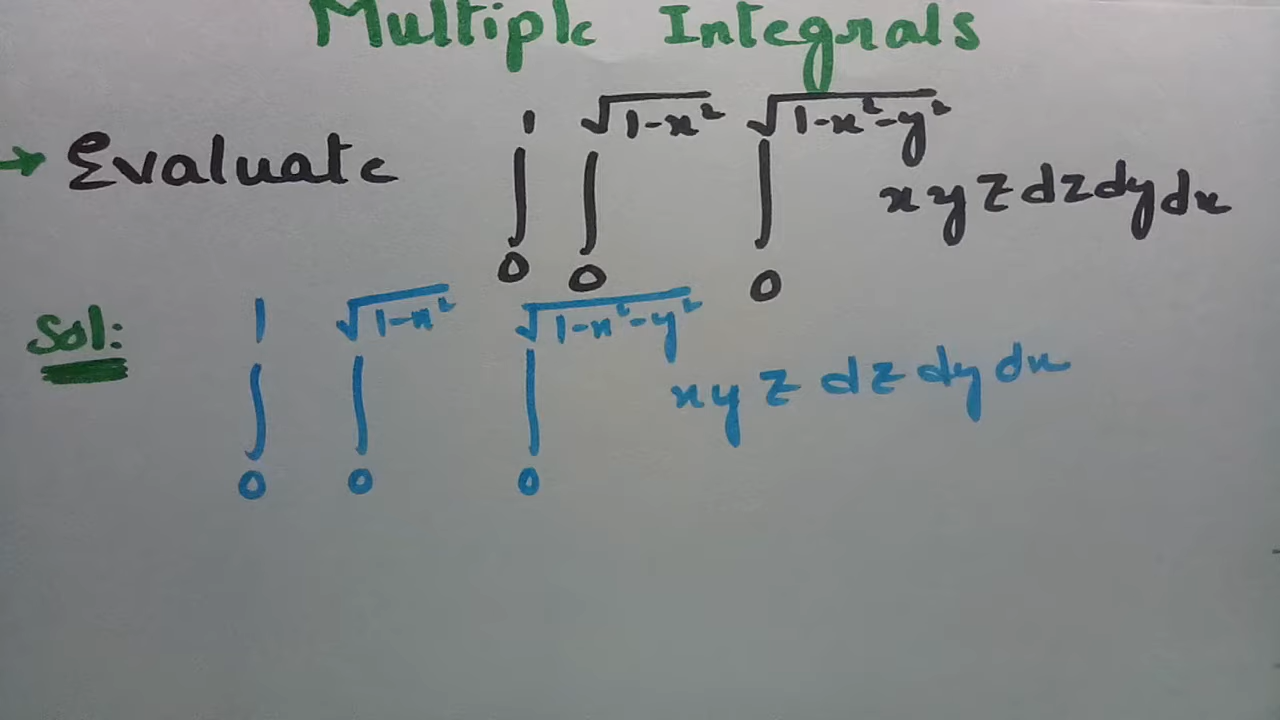 Multiple Integrals
→ Evaluate ∫₀¹ ∫₀^√(1-x²) ∫₀^√(1-x²-y²) xyz dz dy dx
Sol: ∫₀¹ ∫₀^√(1-x²) ∫₀^√(1-x²-y²) xyz dz dy dx